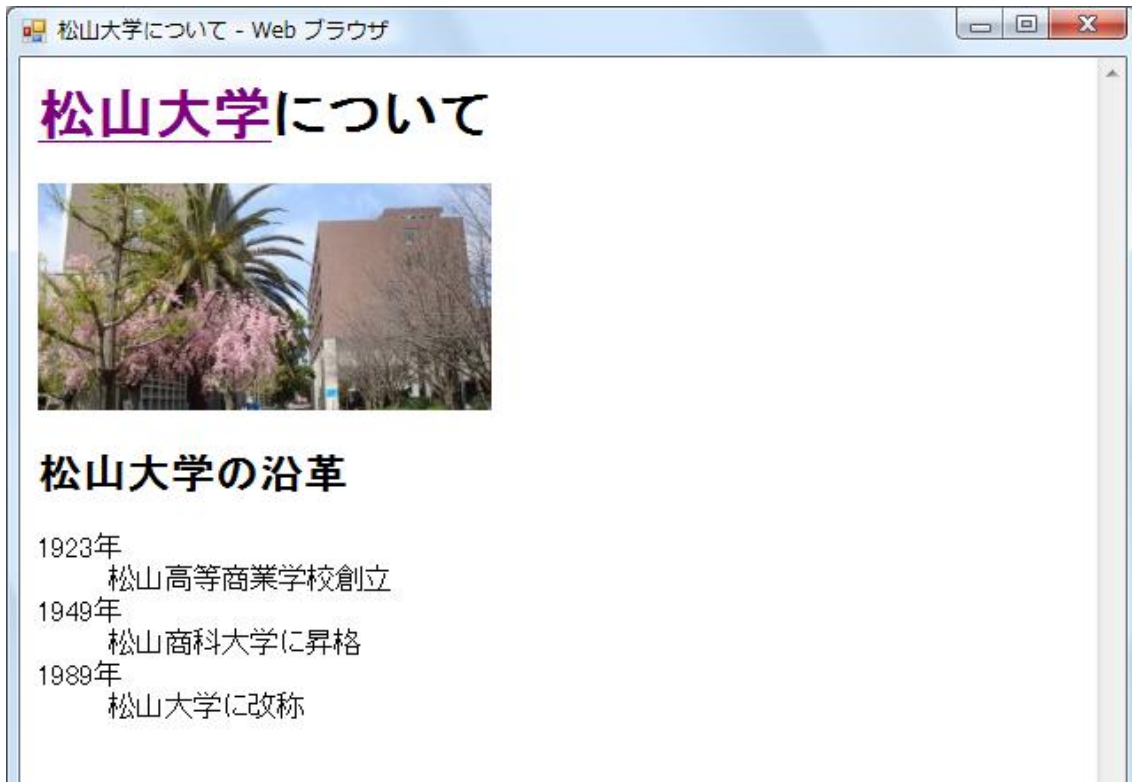 松山大学について - Web ブラウザ
松山大学について
松山大学の沿革
1923年
松山高等商業学校創立
1949年
松山商科大学に昇格
1989年
松山大学に改称